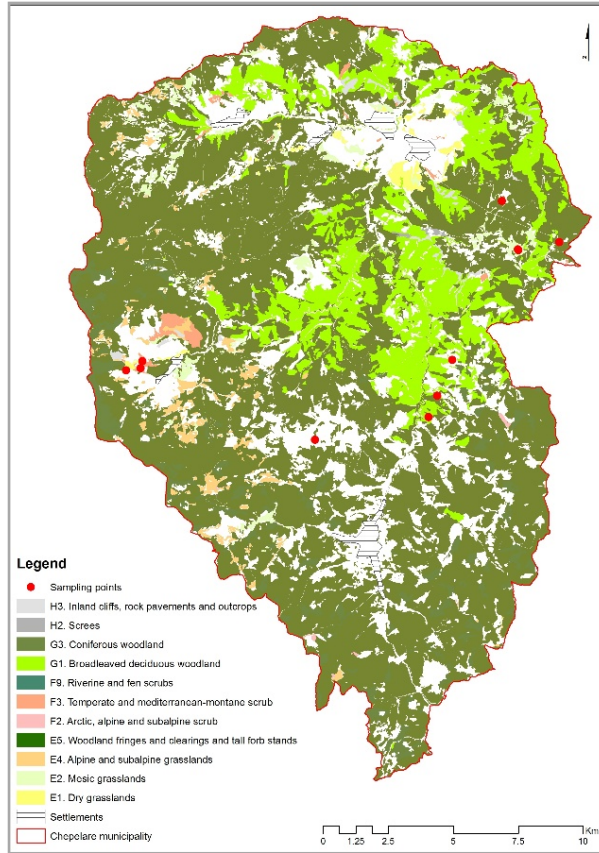 Legend
Sampling points
H3. Inland cliffs, rock pavements and outcrops
H2. Screes
G3. Coniferous woodland
G1. Broadleaved deciduous woodland
F9. Riverine and fen scrubs
F3. Temperate and mediterranean-montane scrub
F2. Arctic, alpine and subalpine scrub
E5. Woodland fringes and clearings and tall forb stands
E4. Alpine and subalpine grasslands
E2. Mesic grasslands
E1. Dry grasslands
Settlements
Chepelare municipality
0 1.25 2.5 5 7.5 10 Km